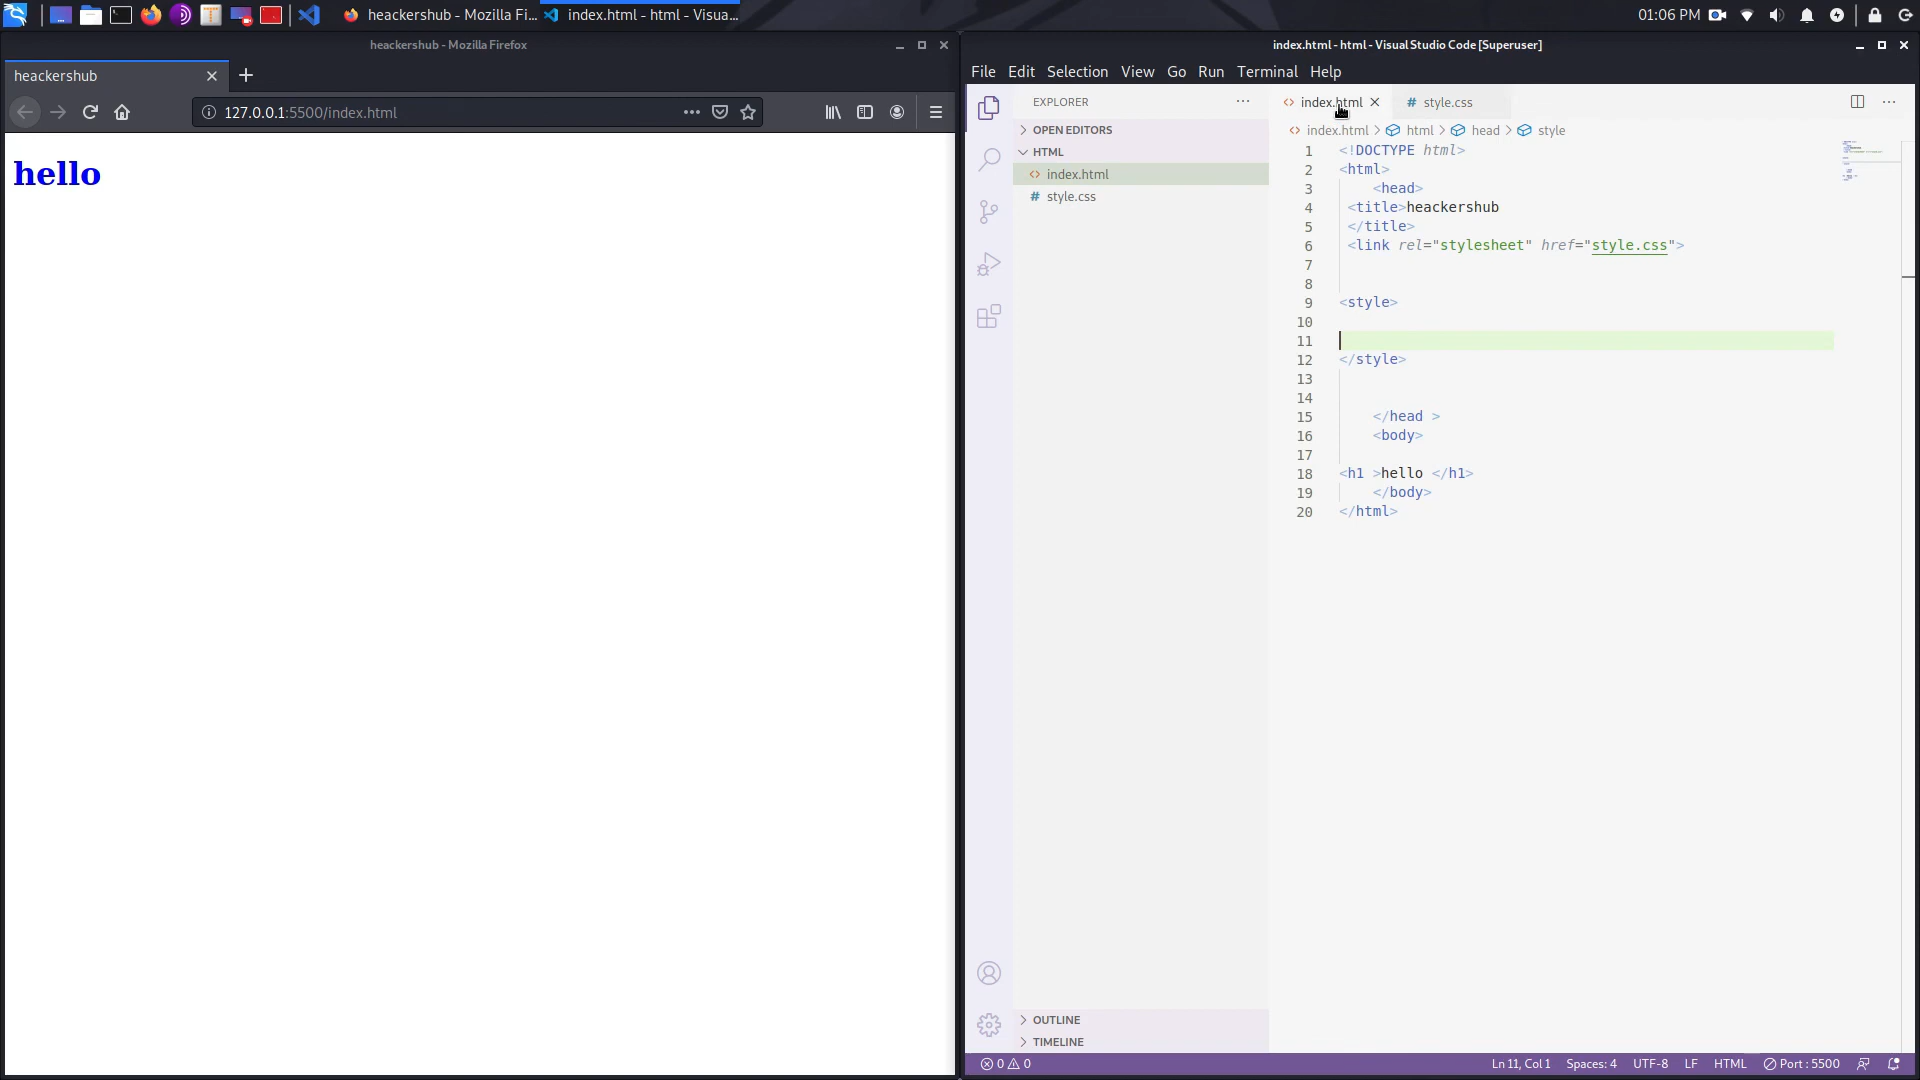 heackershub - Mozilla Fi...
index.html - html - Visua...
01:06 PM
heackershub - Mozilla Firefox
heackershub
127.0.0.1:5500/index.html
hello
index.html - html - Visual Studio Code [Superuser]
File Edit Selection View Go Run Terminal Help
EXPLORER
OPEN EDITORS
HTML
index.html
style.css
OUTLINE
TIMELINE
index.html
style.css
index.html > html > head > style
1 <!DOCTYPE html>
2 <html>
3 <head>
4 <title>heackershub
5 </title>
6 <link rel="stylesheet" href="style.css">
7
8
9 <style>
10
11
12 </style>
13
14
15 </head >
16 <body>
17
18 <h1 >hello </h1>
19 </body>
20 </html>
0 0
Ln 11, Col 1 Spaces: 4 UTF-8 LF HTML Port : 5500